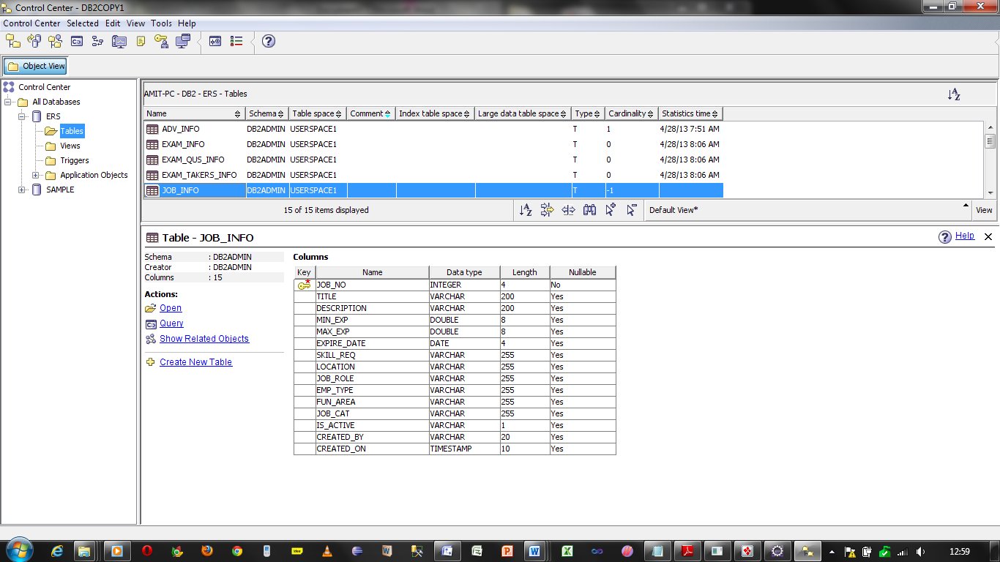 Control Center - DB2COPY1
Control Center Selected Edit View Tools Help
Object View
Control Center
All Databases
ERS
Tables
Views
Triggers
Application Objects
SAMPLE
AMIT-PC - DB2 - ERS - Tables
Name Schema Table space Comment Index table space Large data table space Type Cardinality Statistics time
ADV_INFO DB2ADMIN USERSPACE1 T 1 4/28/13 7:51 AM
EXAM_INFO DB2ADMIN USERSPACE1 T 0 4/28/13 8:06 AM
EXAM_QUS_INFO DB2ADMIN USERSPACE1 T 0 4/28/13 8:06 AM
EXAM_TAKERS_INFO DB2ADMIN USERSPACE1 T 0 4/28/13 8:06 AM
JOB_INFO DB2ADMIN USERSPACE1 T -1
15 of 15 items displayed Default View* View
Table - JOB_INFO Help
Schema : DB2ADMIN
Creator : DB2ADMIN
Columns : 15
Actions:
Open
Query
Show Related Objects
Create New Table
Columns
Key Name Data type Length Nullable
JOB_NO INTEGER 4 No
TITLE VARCHAR 200 Yes
DESCRIPTION VARCHAR 200 Yes
MIN_EXP DOUBLE 8 Yes
MAX_EXP DOUBLE 8 Yes
EXPIRE_DATE DATE 4 Yes
SKILL_REQ VARCHAR 255 Yes
LOCATION VARCHAR 255 Yes
JOB_ROLE VARCHAR 255 Yes
EMP_TYPE VARCHAR 255 Yes
FUN_AREA VARCHAR 255 Yes
JOB_CAT VARCHAR 255 Yes
IS_ACTIVE VARCHAR 1 Yes
CREATED_BY VARCHAR 20 Yes
CREATED_ON TIMESTAMP 10 Yes
12:59